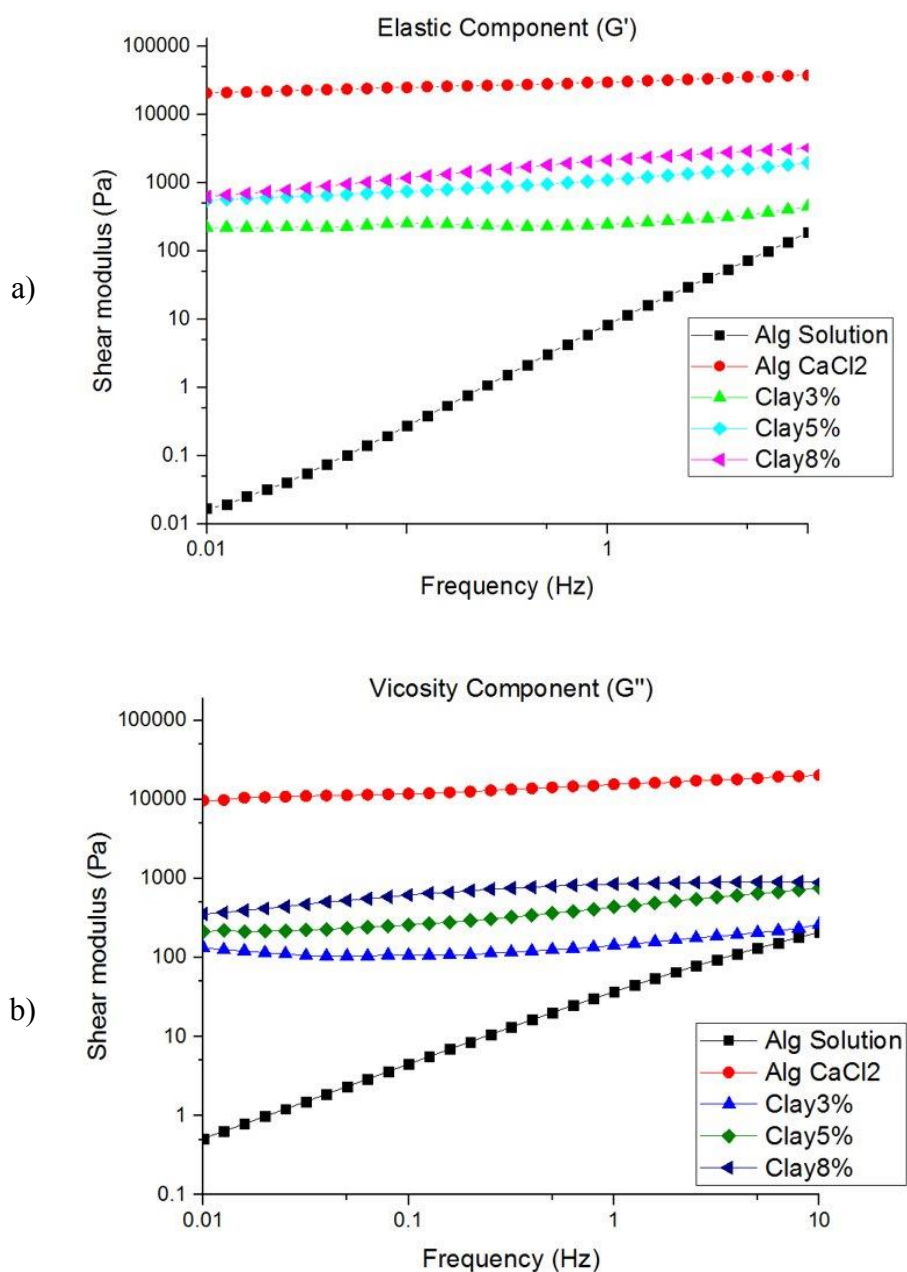 a)
Elastic Component (G')
Shear modulus (Pa)
100000
10000
1000
100
10
1
0.1
0.01
0.01
1
Frequency (Hz)
Alg Solution
Alg CaCl2
Clay3%
Clay5%
Clay8%
b)
Vicosity Component (G'')
Shear modulus (Pa)
100000
10000
1000
100
10
1
0.1
0.01
0.1
1
10
Frequency (Hz)
Alg Solution
Alg CaCl2
Clay3%
Clay5%
Clay8%